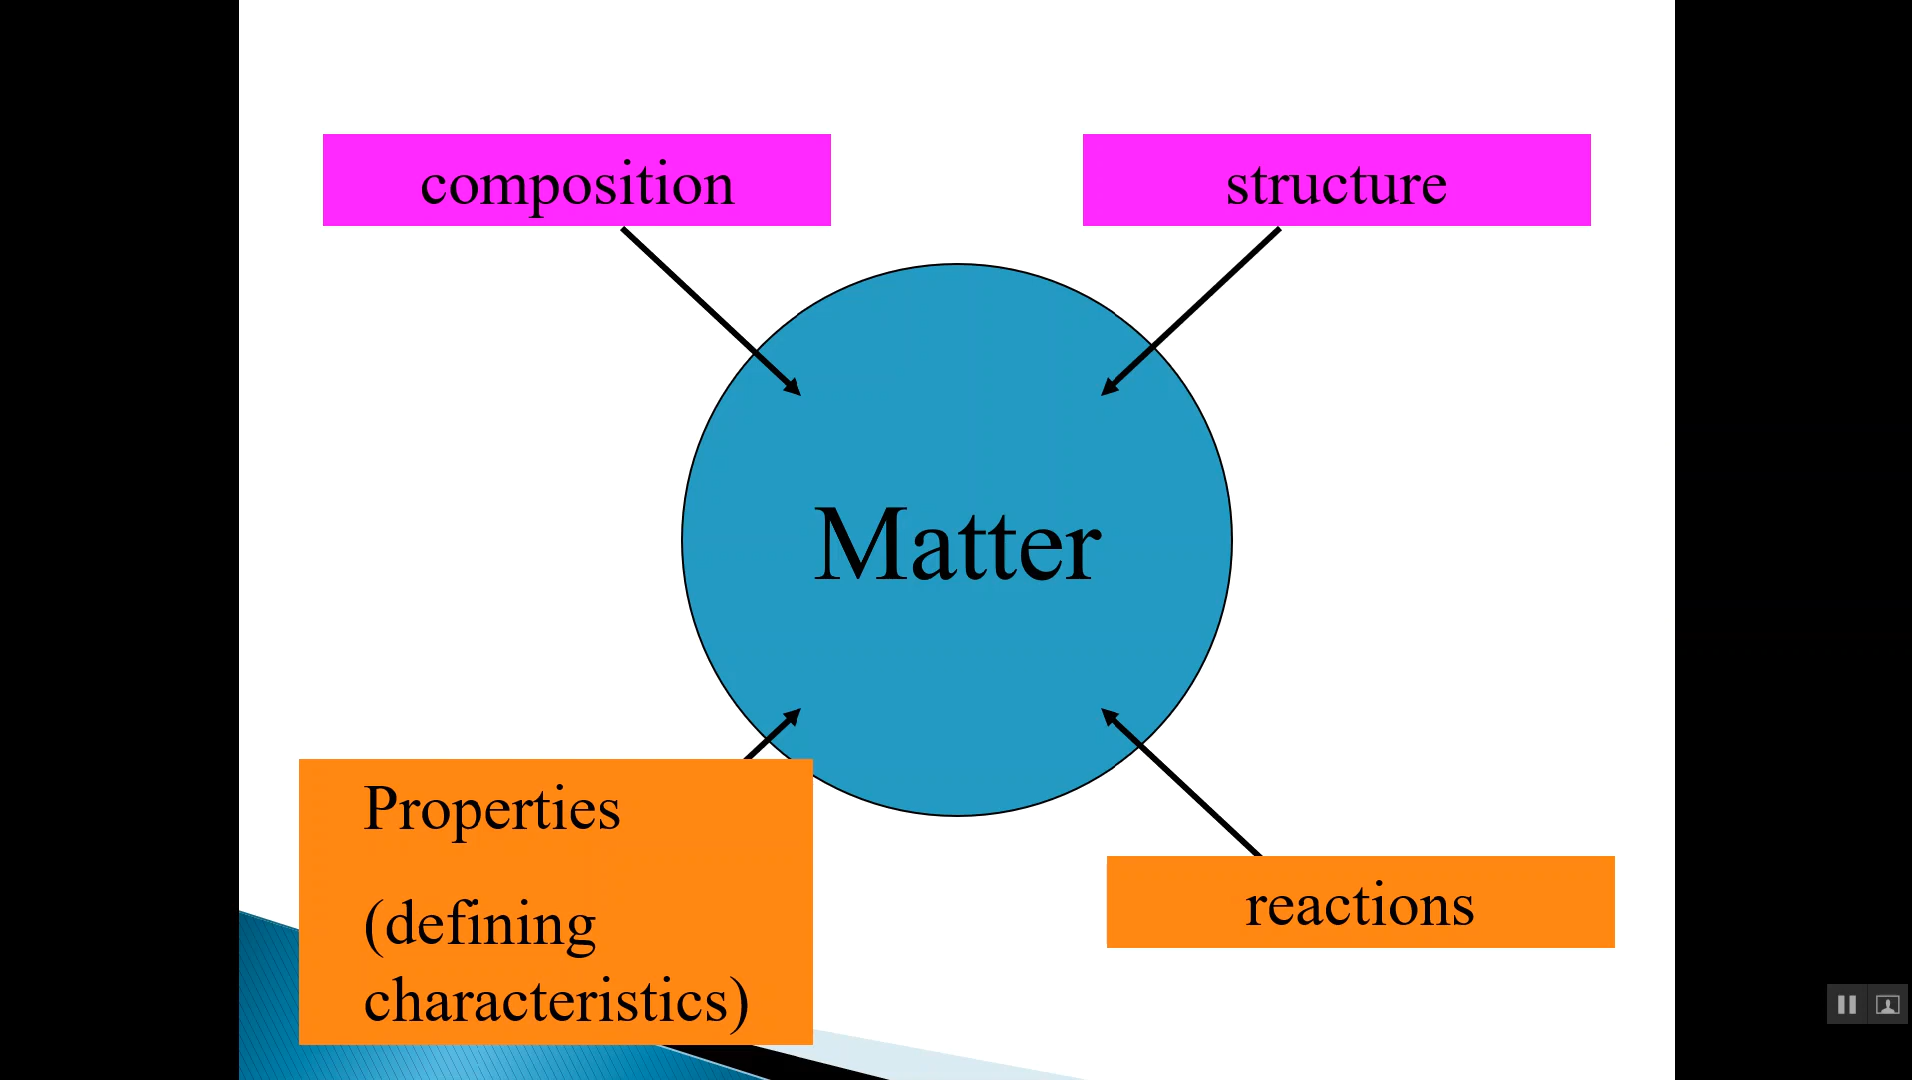 composition
structure
Matter
Properties
(defining
characteristics)
reactions